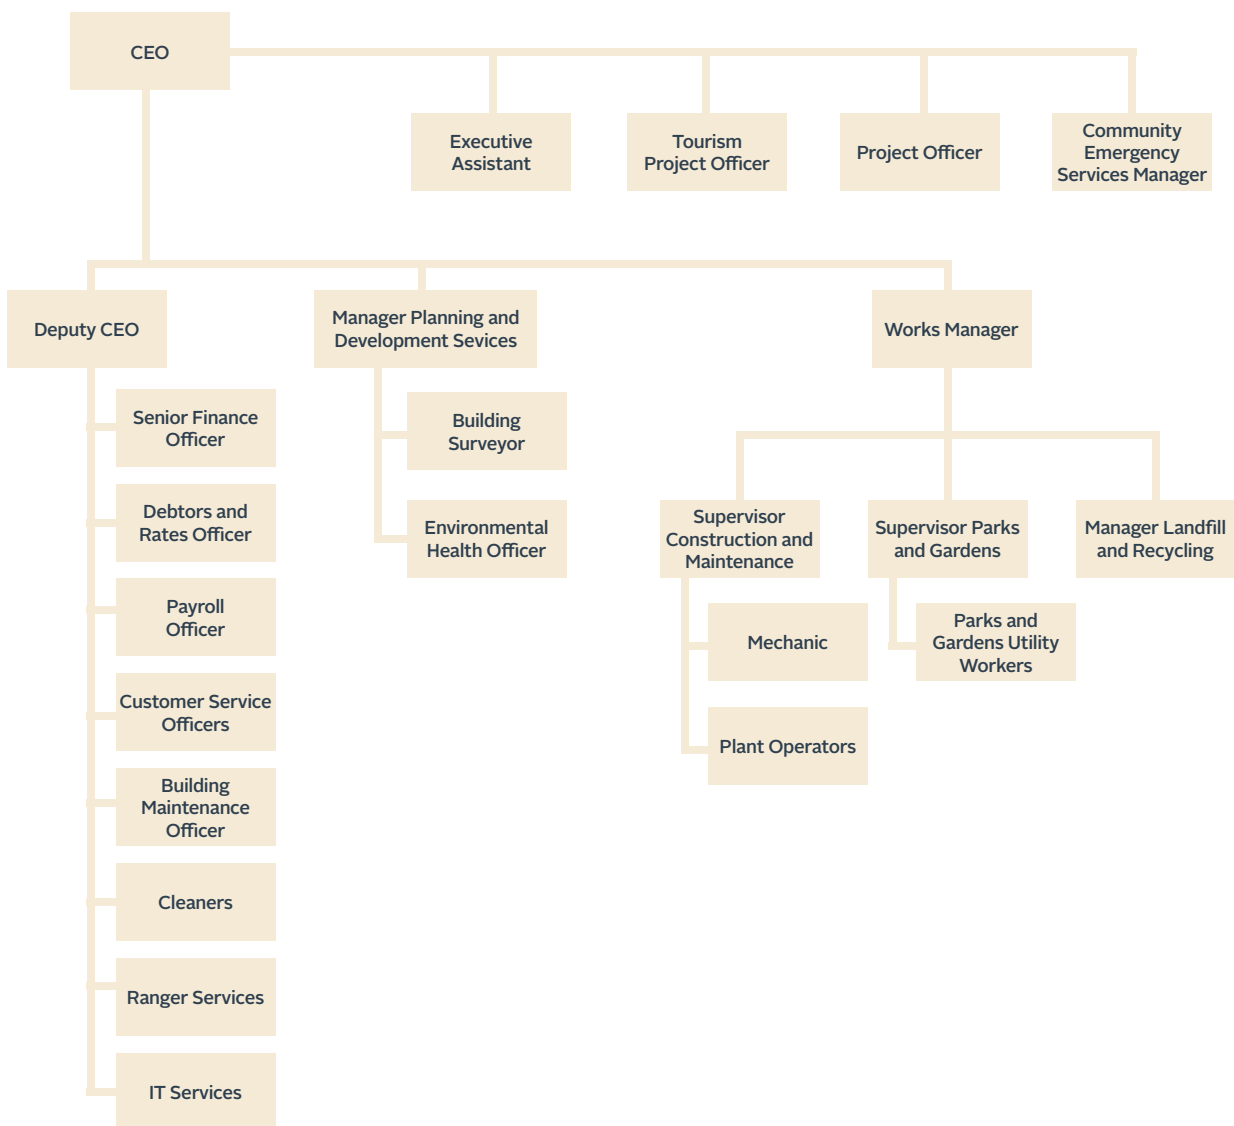 CEO
Executive
Assistant
Tourism
Project Officer
Project Officer
Community
Emergency
Services Manager
Deputy CEO
Manager Planning and
Development Sevices
Works Manager
Senior Finance
Officer
Debtors and
Rates Officer
Payroll
Officer
Customer Service
Officers
Building
Maintenance
Officer
Cleaners
Ranger Services
IT Services
Building
Surveyor
Environmental
Health Officer
Supervisor
Construction and
Maintenance
Mechanic
Plant Operators
Supervisor Parks
and Gardens
Parks and
Gardens Utility
Workers
Manager Landfill
and Recycling